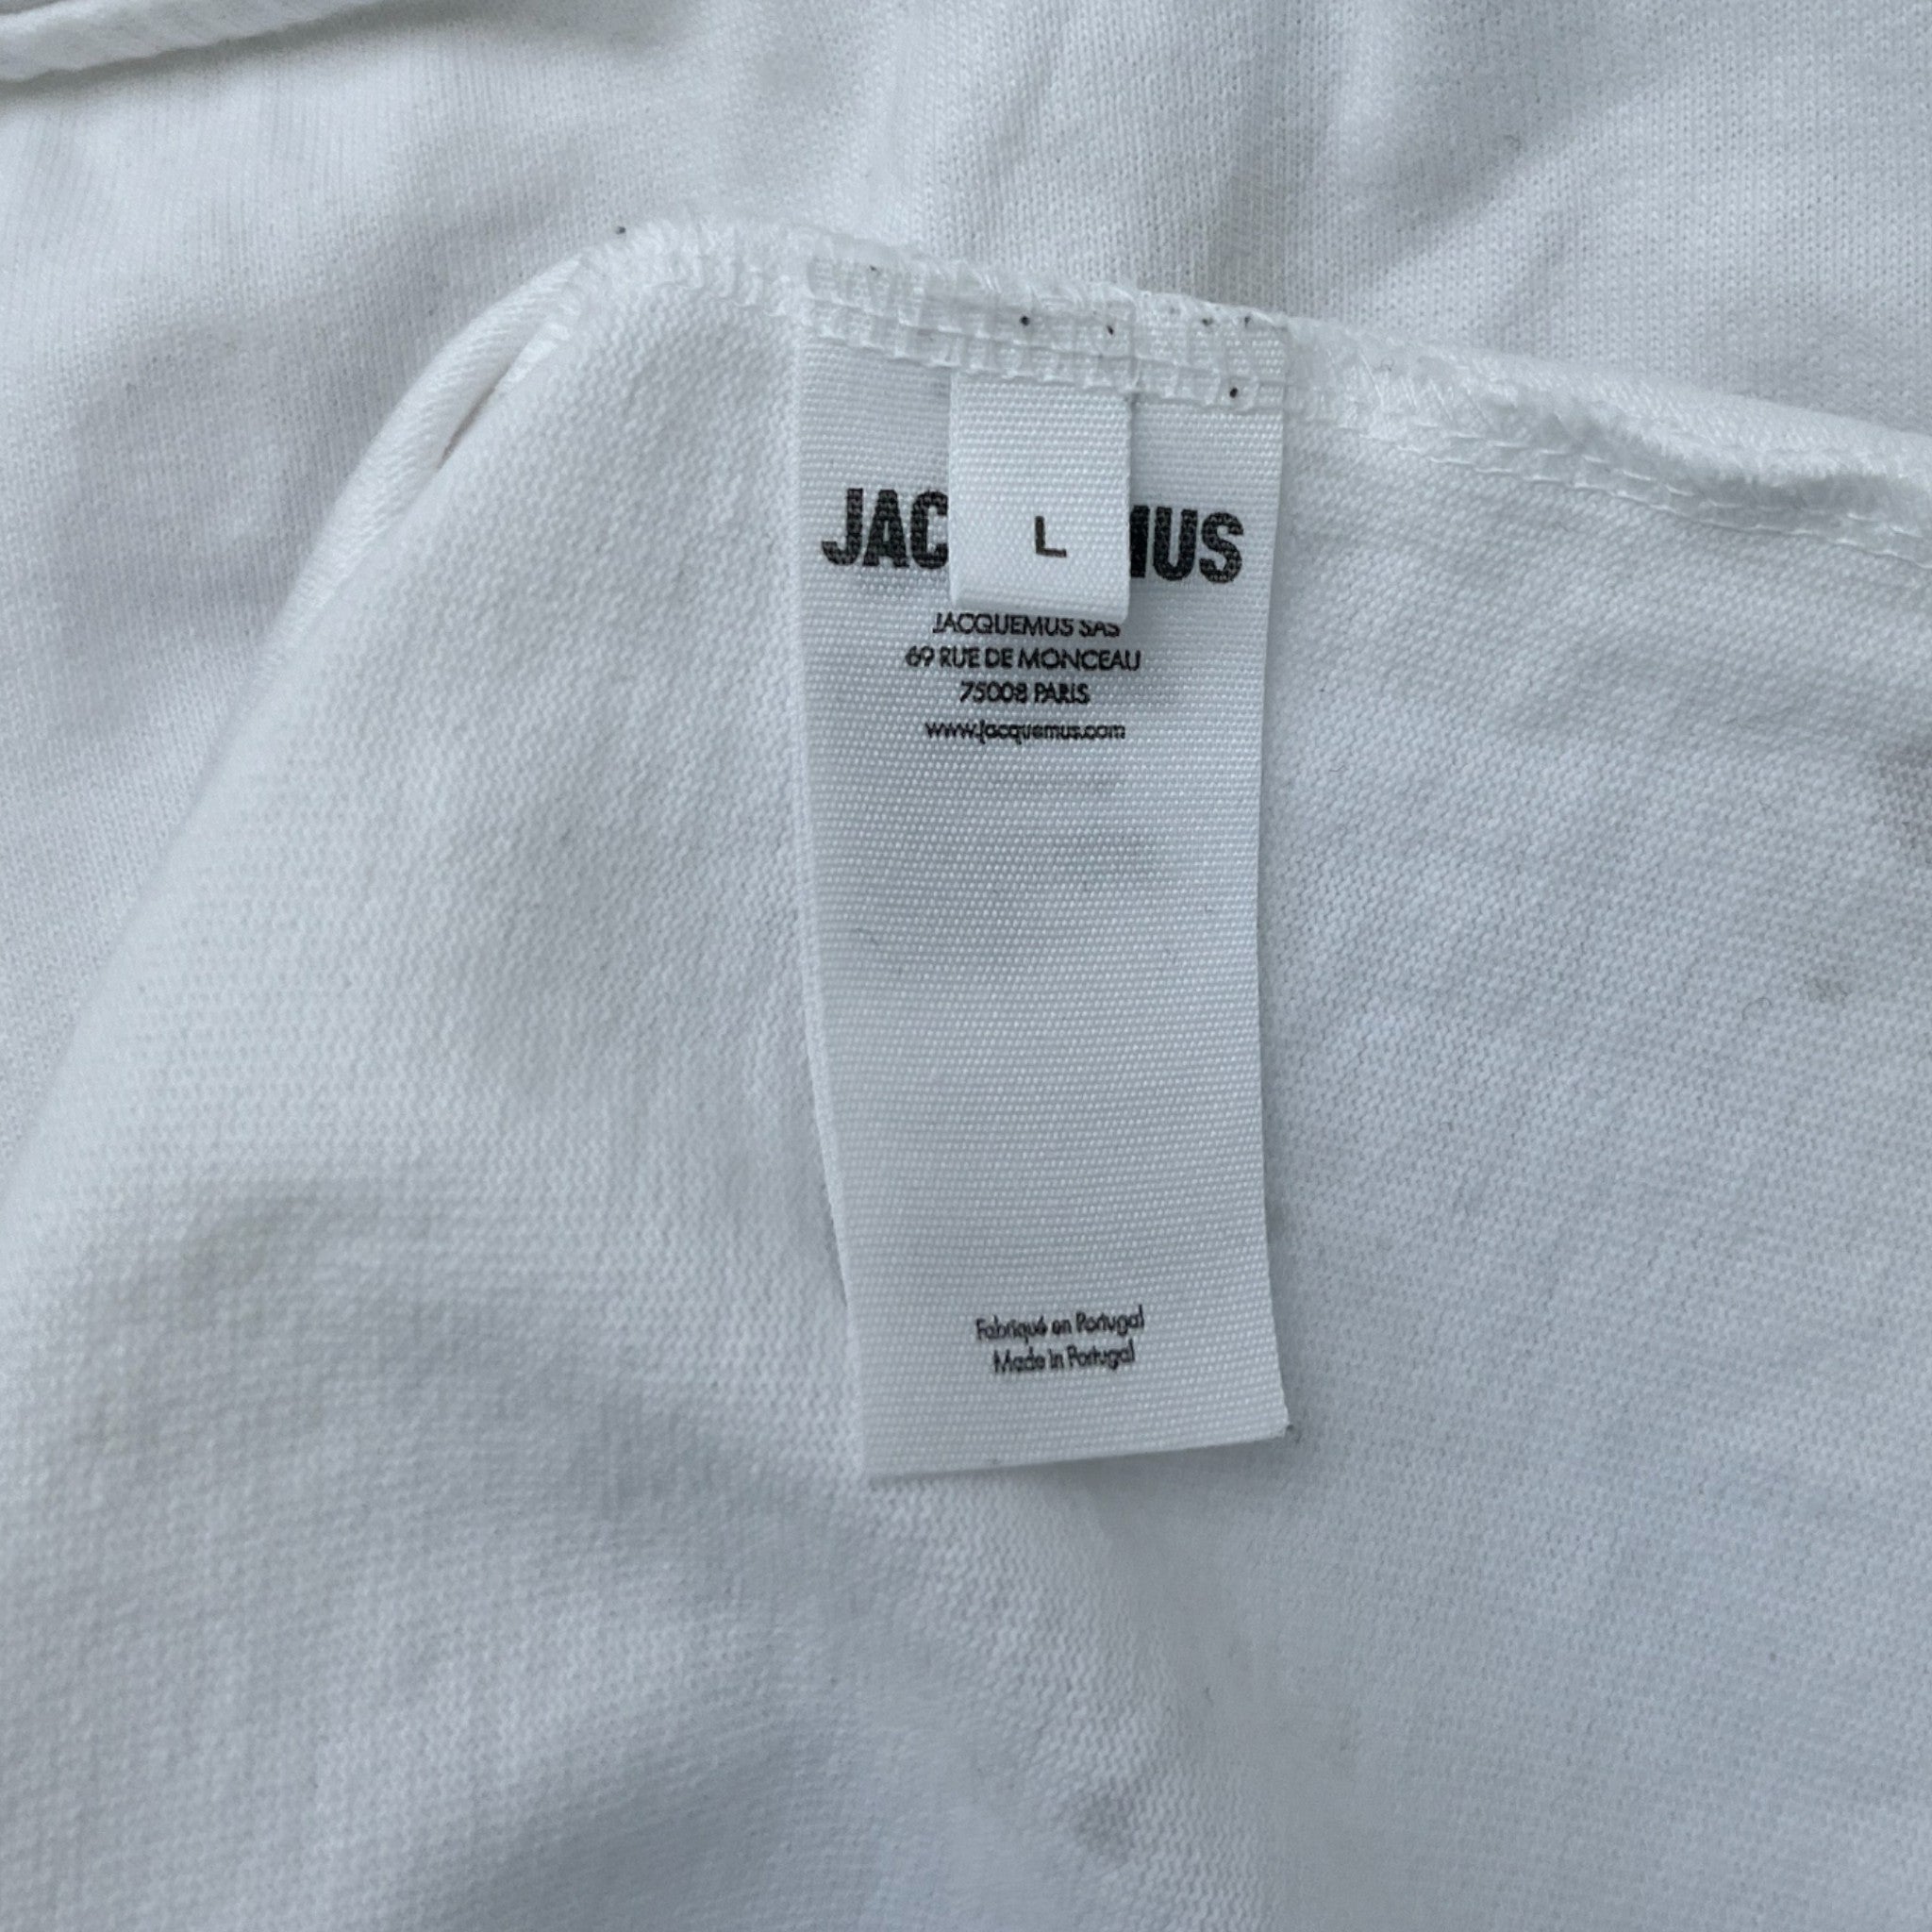 JAC MUS
L
JACQUEMUS SAS
69 RUE DE MONCEAU
75008 PARIS
www.jacquemus.com
Fabriqué en Portugal
Made in Portugal